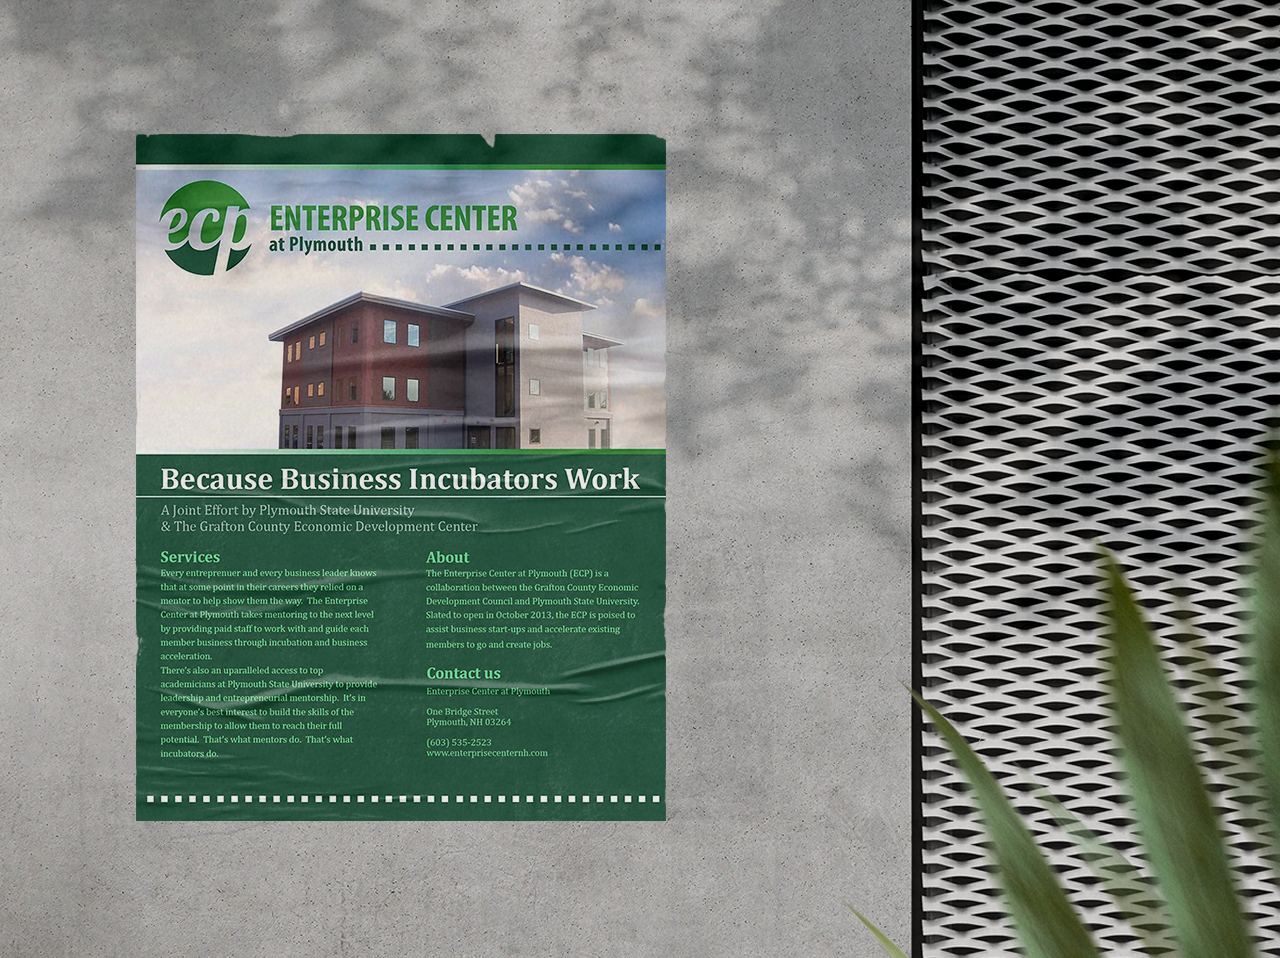 ecp
ENTERPRISE CENTER
at Plymouth
Because Business Incubators Work
A Joint Effort by Plymouth State University
& The Grafton County Economic Development Center
Services
Every entreprenuer and every business leader knows
that at some point in their careers they relied on a
mentor to help show them the way. The Enterprise
Center at Plymouth takes mentoring to the next level
by providing paid staff to work with and guide each
member business through incubation and business
acceleration.
There's also an uparalleled access to top
academicians at Plymouth State University to provide
leadership and entrepreneurial mentorship. It's in
everyone's best interest to build the skills of the
membership to allow them to reach their full
potential. That's what mentors do. That's what
incubators do.
About
The Enterprise Center at Plymouth (ECP) is a
collaboration between the Grafton County Economic
Development Council and Plymouth State University.
Slated to open in October 2013, the ECP is poised to
assist business start-ups and accelerate existing
members to go and create jobs.
Contact us
Enterprise Center at Plymouth
One Bridge Street
Plymouth, NH 03264
(603) 535-2523
www.enterprisecenternh.com